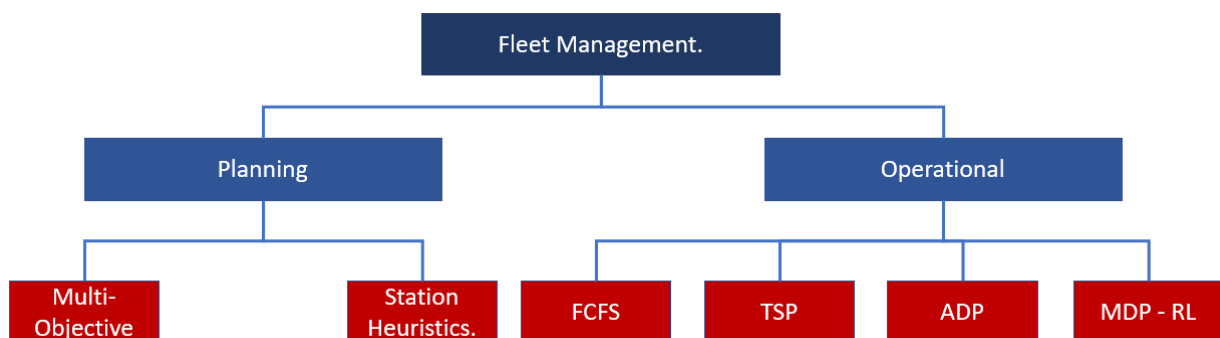 Fleet Management.
Planning
Operational
Multi-
Objective
Station
Heuristics.
FCFS
TSP
ADP
MDP - RL